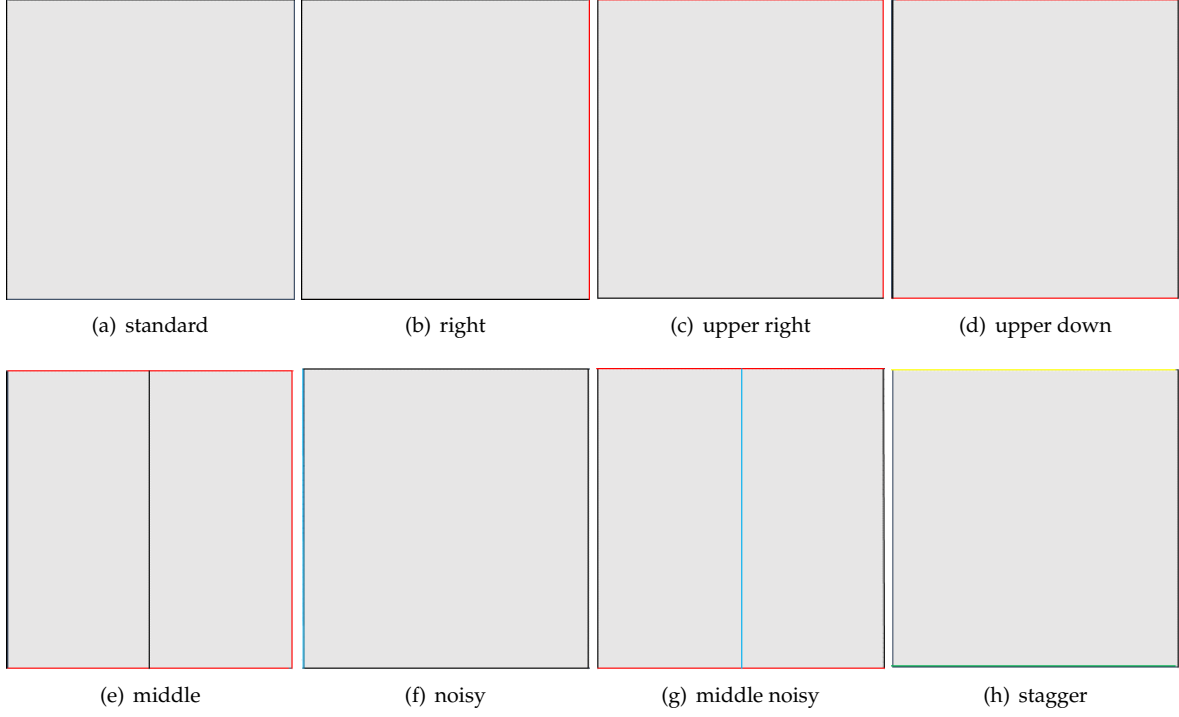 (a) standard
(b) right
(c) upper right
(d) upper down
(e) middle
(f) noisy
(g) middle noisy
(h) stagger